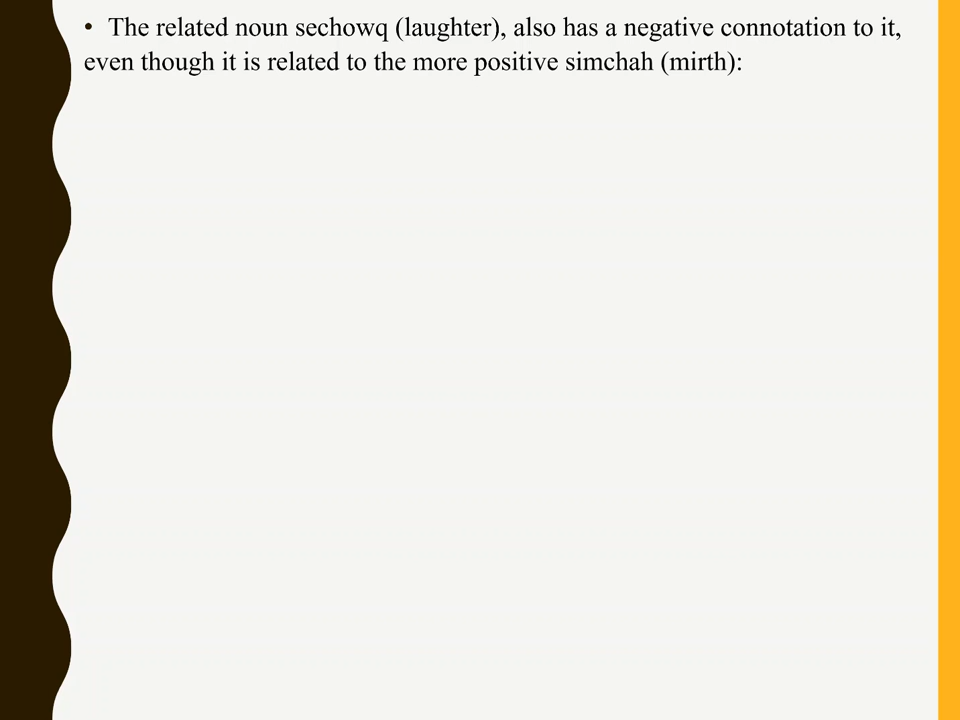 • The related noun sechowq (laughter), also has a negative connotation to it,
even though it is related to the more positive simchah (mirth):